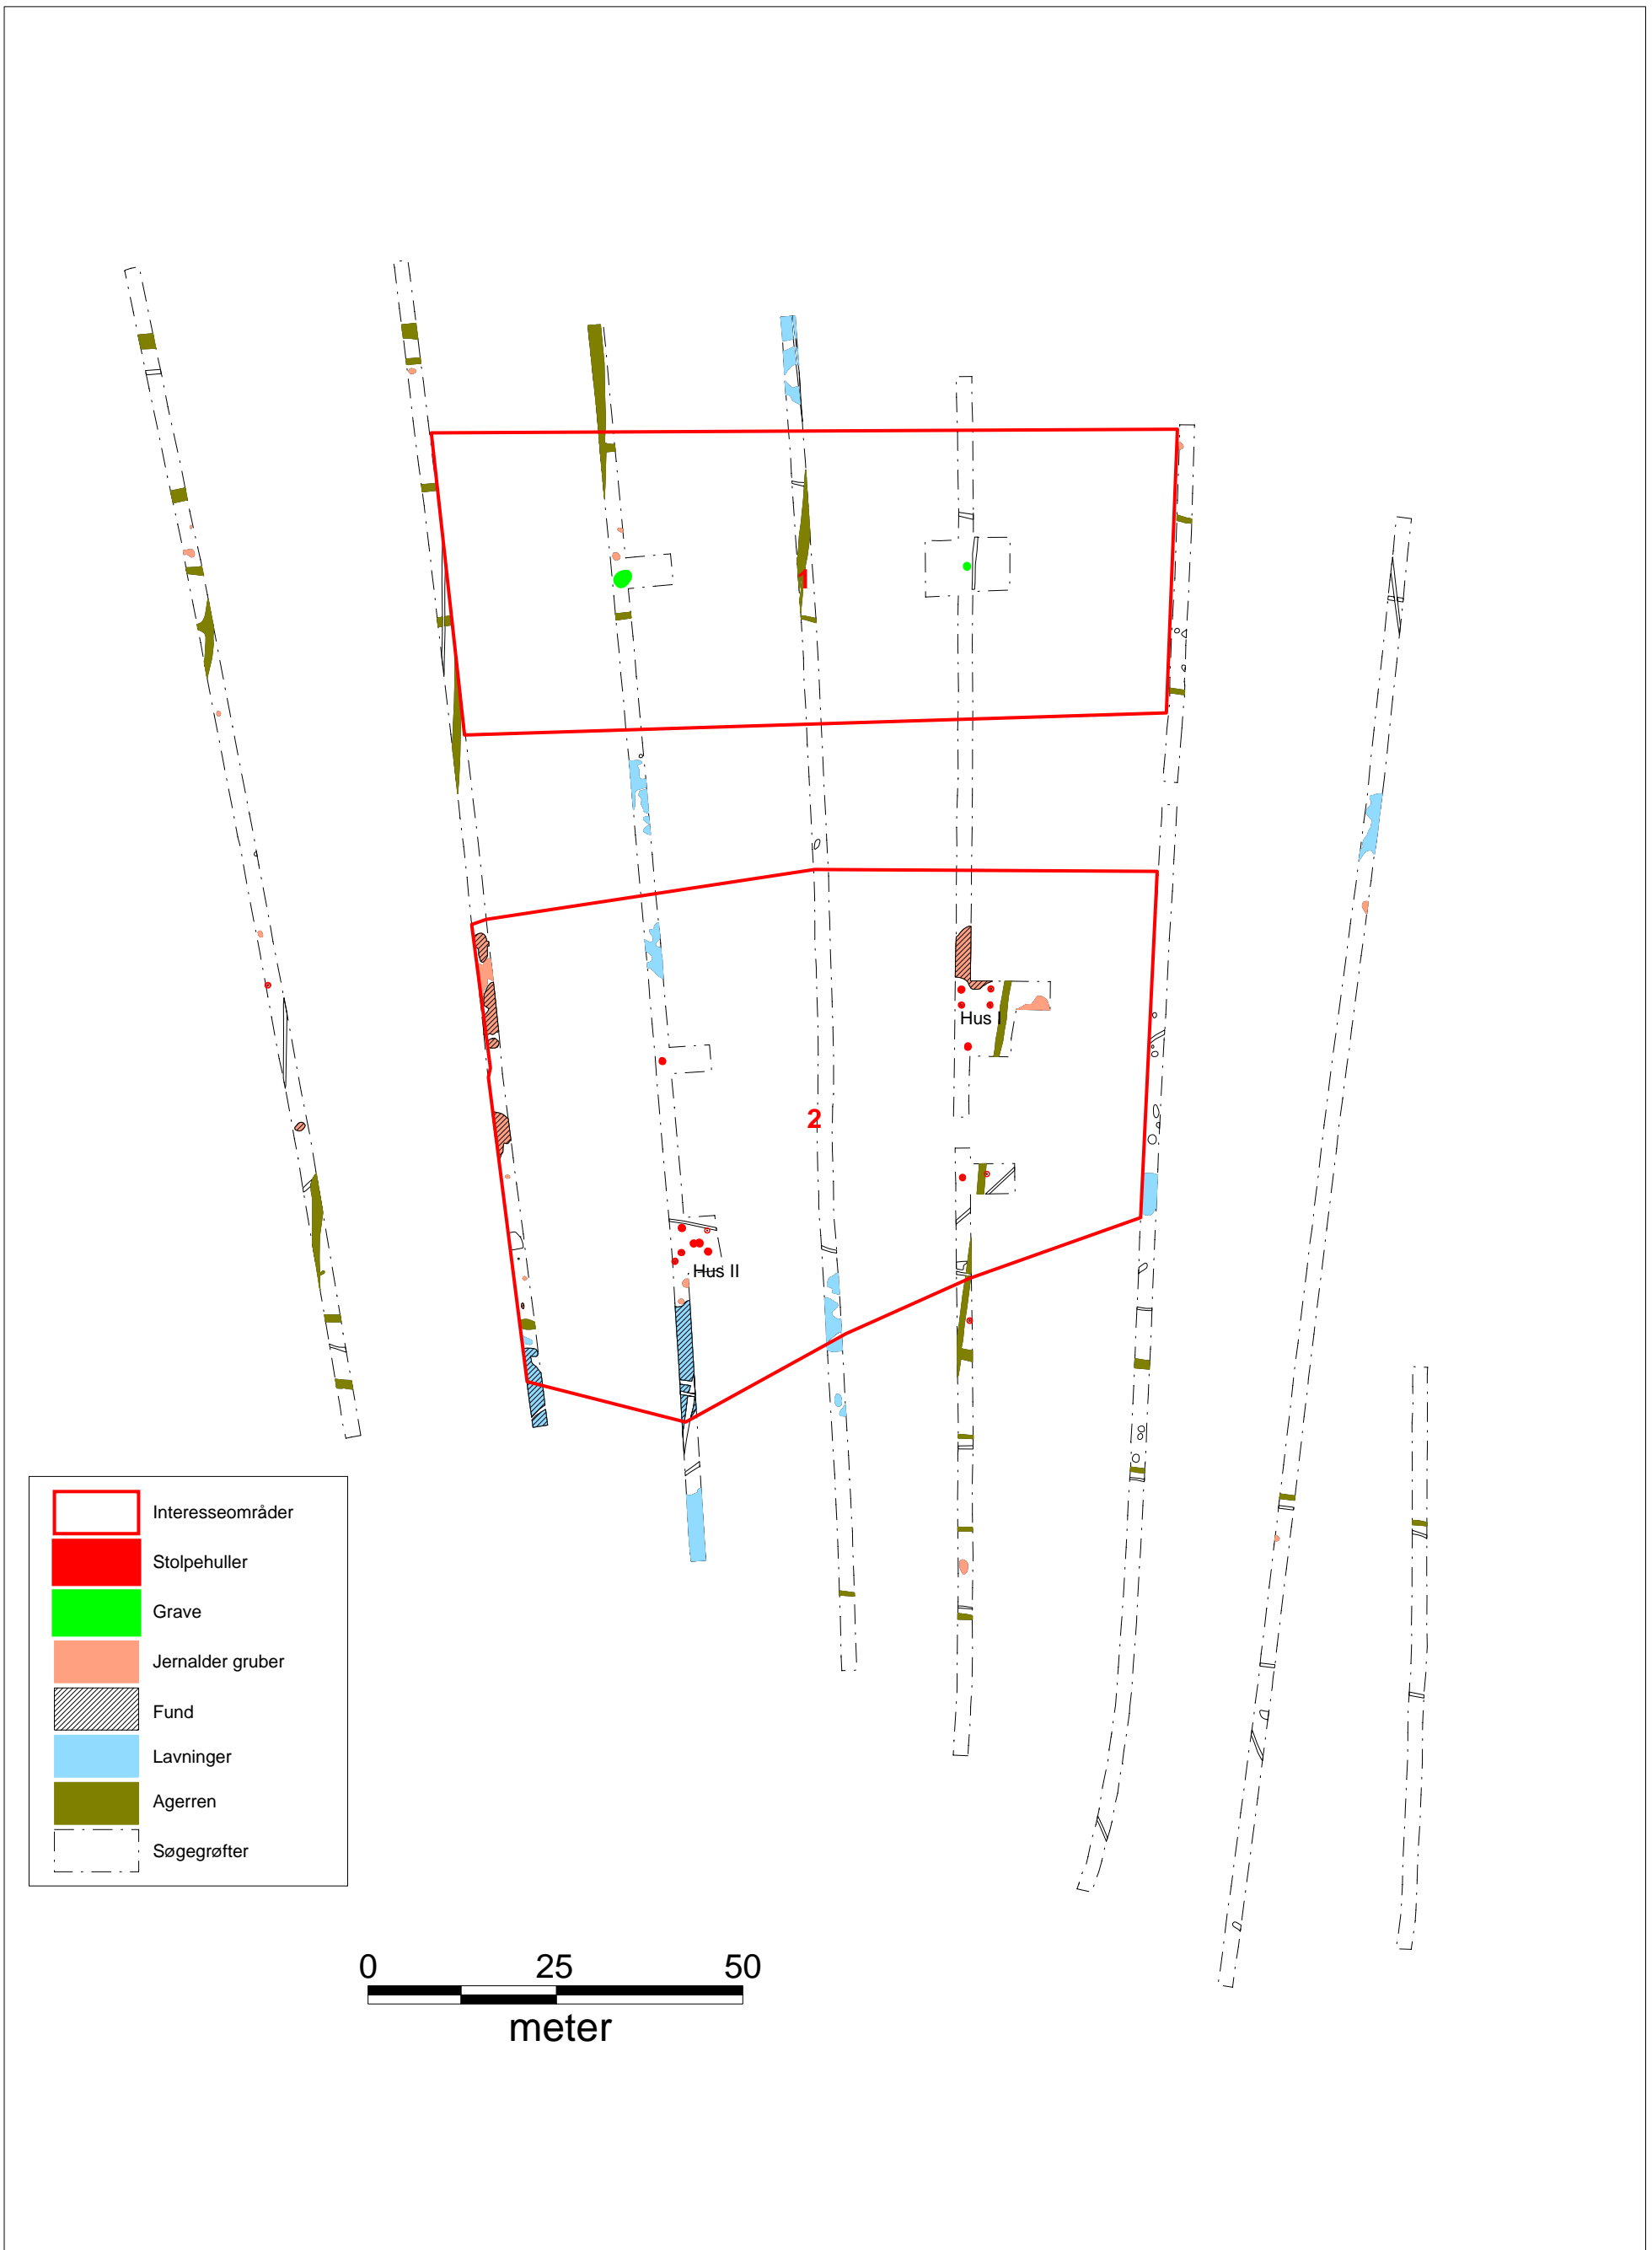 1
Hus I
2
Hus II
Interesseområder
Stolpehuller
Grave
Jernalder gruber
Fund
Lavninger
Agerren
Søgegrøfter
0 25 50
meter